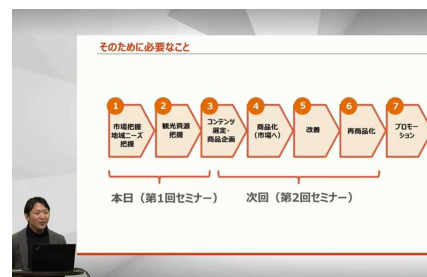 そのために必要なこと
1
市場把握
地域ニーズ
把握
2
観光資源
把握
3
コンテンツ
選定・
商品企画
4
商品化
(市場へ)
5
改善
6
再商品化
7
プロモー
ション
本日(第1回セミナー)
次回(第2回セミナー)